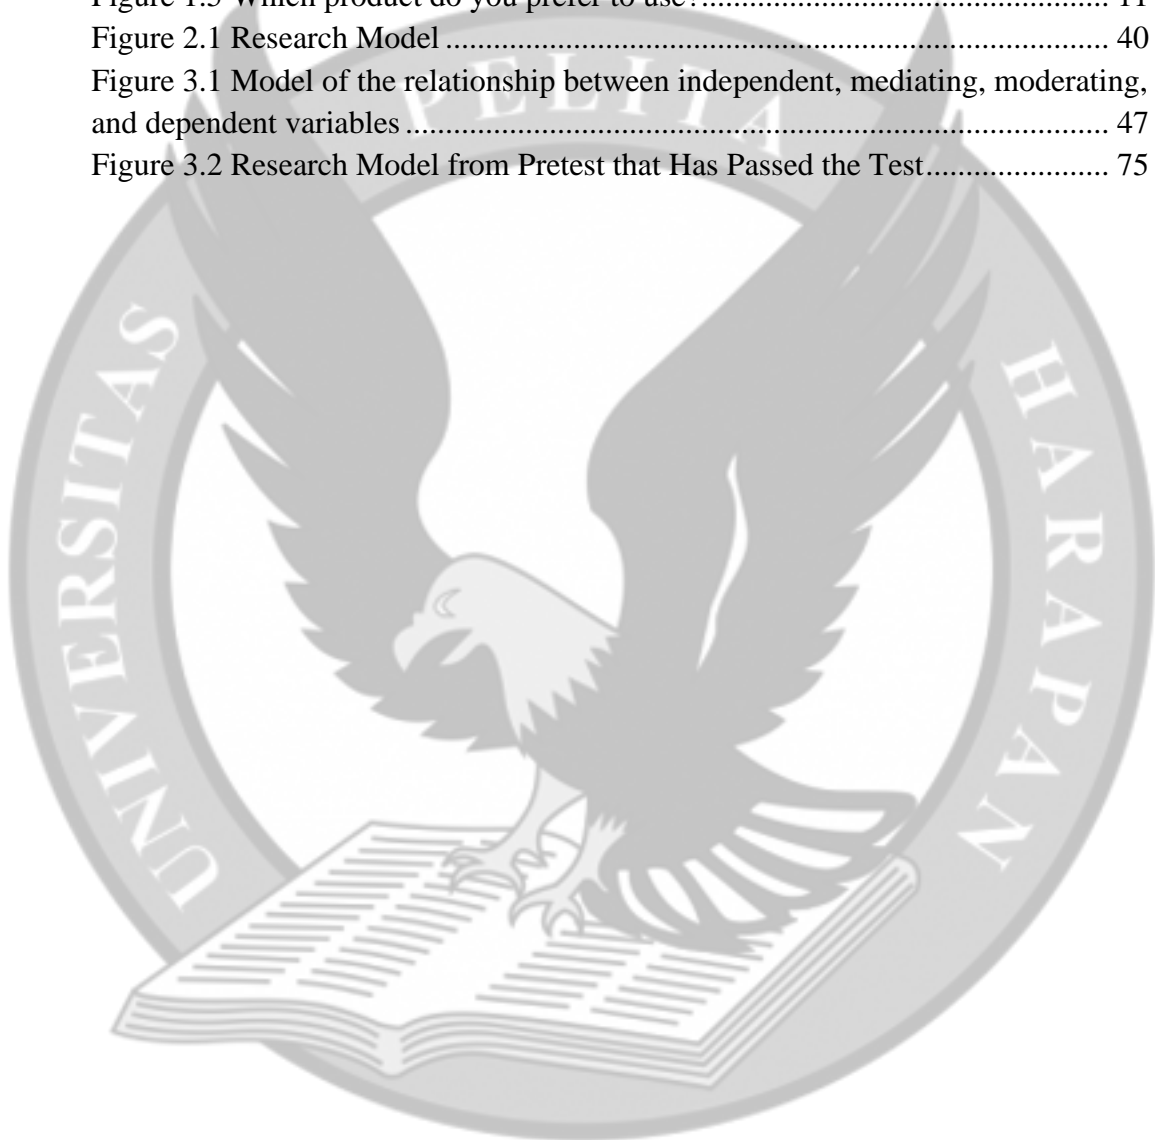 Figure 1.3 Which product do you prefer to use?.......................................................... 11
Figure 2.1 Research Model ............................................................................................. 40
Figure 3.1 Model of the relationship between independent, mediating, moderating,
and dependent variables ................................................................................................... 47
Figure 3.2 Research Model from Pretest that Has Passed the Test.......................... 75
UNIVERSITAS PELITA HARAPAN